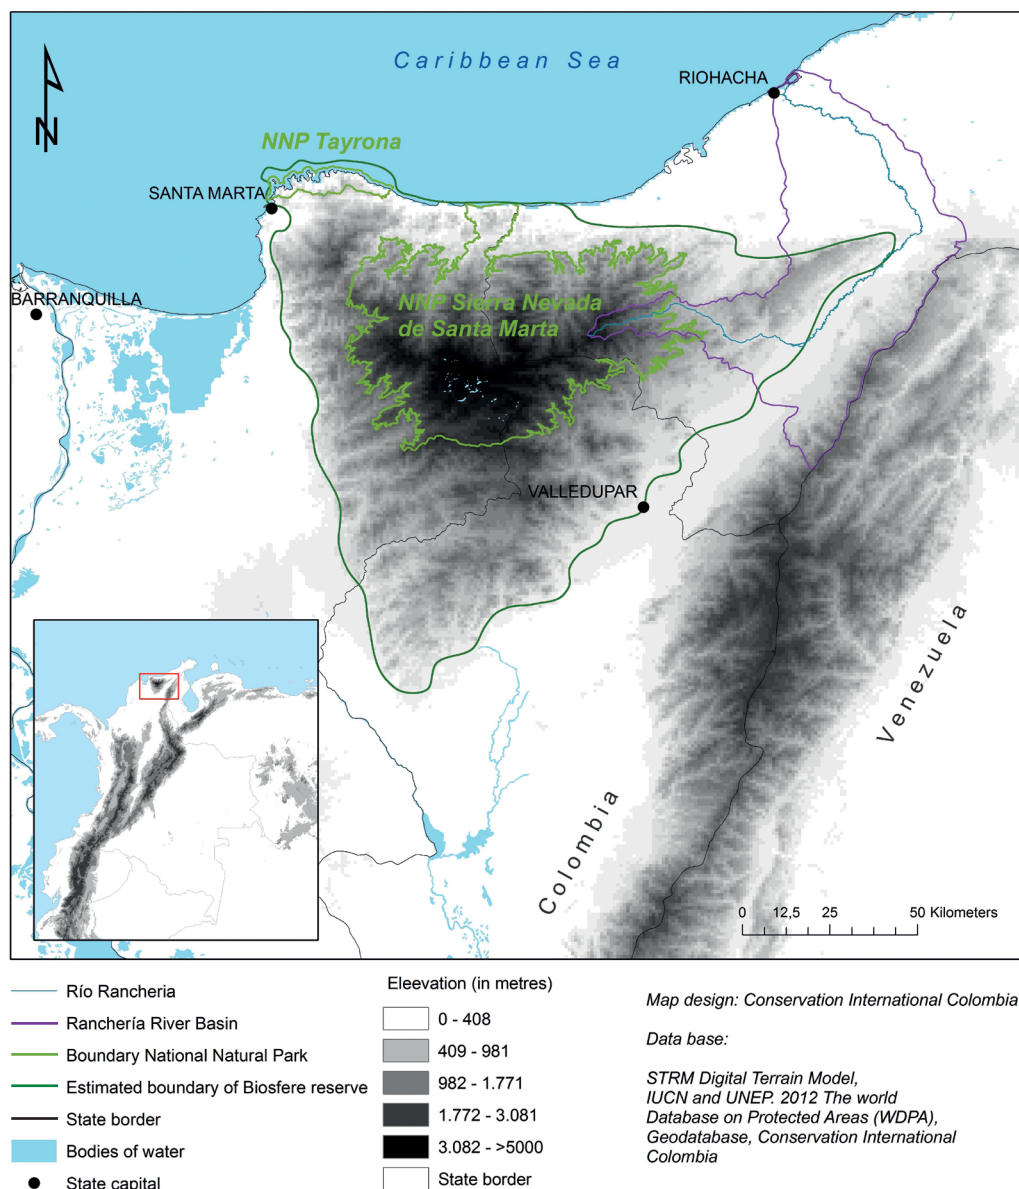 Caribbean Sea
RIOHACHA
NNP Tayrona
SANTA MARTA
BARRANQUILLA
NNP Sierra Nevada
de Santa Marta
VALLEDUPAR
Venezuela
Colombia
0 12,5 25 50 Kilometers
N
Río Rancheria
Ranchería River Basin
Boundary National Natural Park
Estimated boundary of Biosfere reserve
State border
Bodies of water
State capital
Eleevation (in metres)
0 - 408
409 - 981
982 - 1.771
1.772 - 3.081
3.082 - >5000
State border
Map design: Conservation International Colombia
Data base:
STRM Digital Terrain Model,
IUCN and UNEP. 2012 The world
Database on Protected Areas (WDPA),
Geodatabase, Conservation International
Colombia